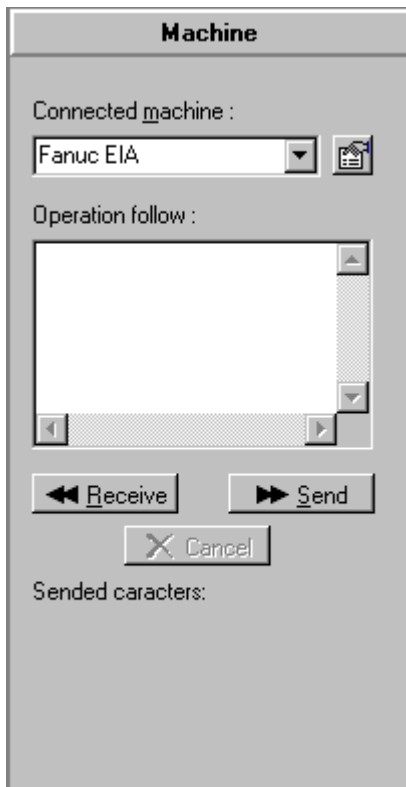 Machine
Connected machine :
Fanuc EIA
Operation follow :
Receive
Send
Cancel
Sended caracters: